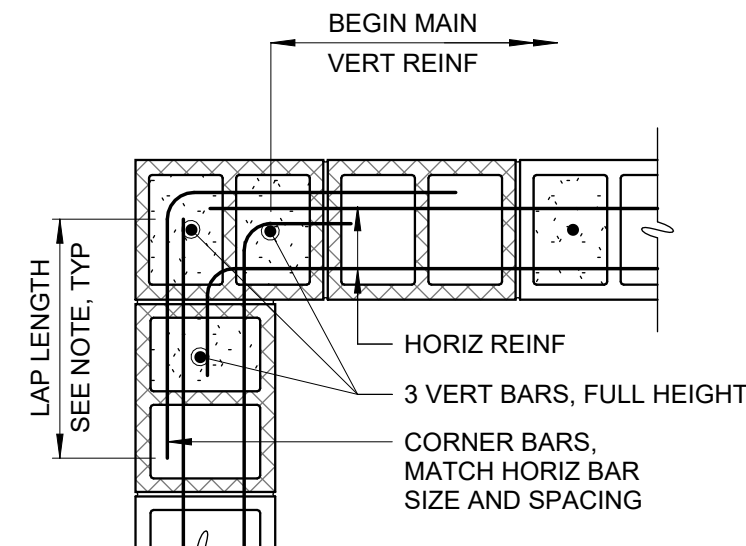 BEGIN MAIN
VERT REINF
LAP LENGTH
SEE NOTE, TYP
HORIZ REINF
3 VERT BARS, FULL HEIGHT
CORNER BARS,
MATCH HORIZ BAR
SIZE AND SPACING